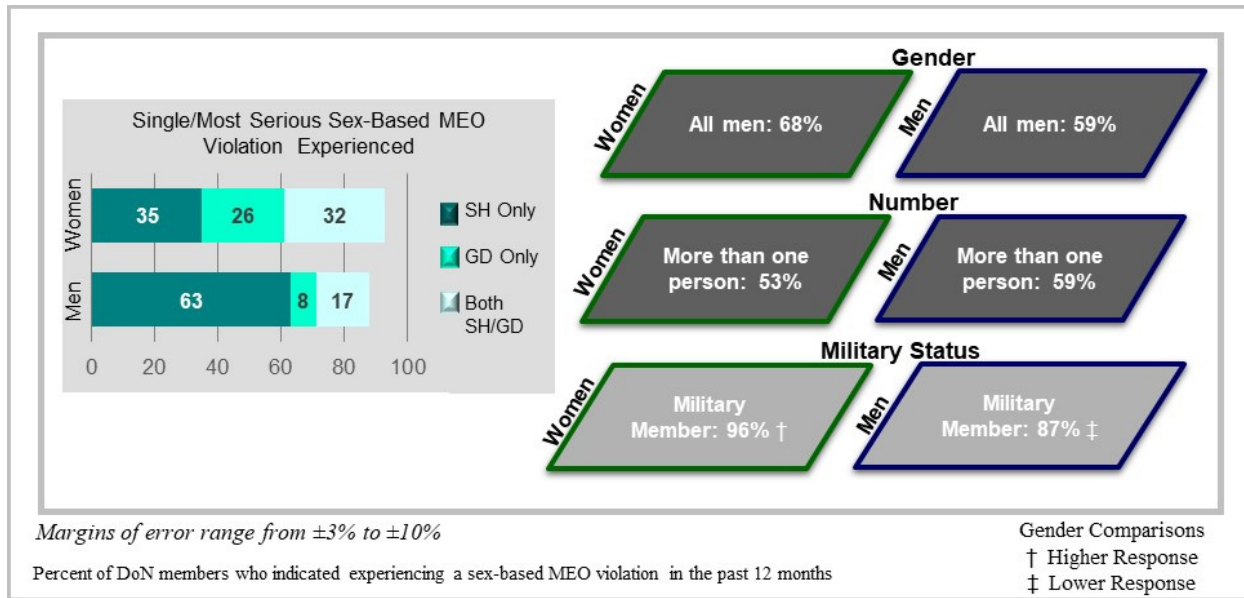 Single/Most Serious Sex-Based MEO
Violation Experienced
Women
35
26
32
Men
63
8
17
0
20
40
60
80
100
SH Only
GD Only
Both
SH/GD
Gender
Women
All men: 68%
Men
All men: 59%
Number
Women
More than one
person: 53%
Men
More than one
person: 59%
Military Status
Women
Military
Member: 96% †
Men
Military
Member: 87% ‡
Margins of error range from ±3% to ±10%
Percent of DoN members who indicated experiencing a sex-based MEO violation in the past 12 months
Gender Comparisons
† Higher Response
‡ Lower Response